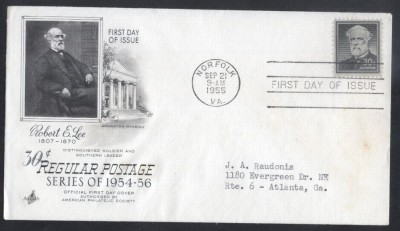 FIRST DAY
OF ISSUE
ARLINGTON MANSION
Robert E. Lee
1807-1870
DISTINGUISHED SOLDIER AND
SOUTHERN LEADER
30¢
REGULAR POSTAGE
SERIES OF 1954-56
OFFICIAL FIRST DAY COVER
AUTHORIZED BY
AMERICAN PHILATELIC SOCIETY
NORFOLK
SEP 21
9-AM
1955
VA.
FIRST DAY OF ISSUE
30¢
J. A. Raudonis
1180 Evergreen Dr. NE
Rte. 6 - Atlanta, Ga.